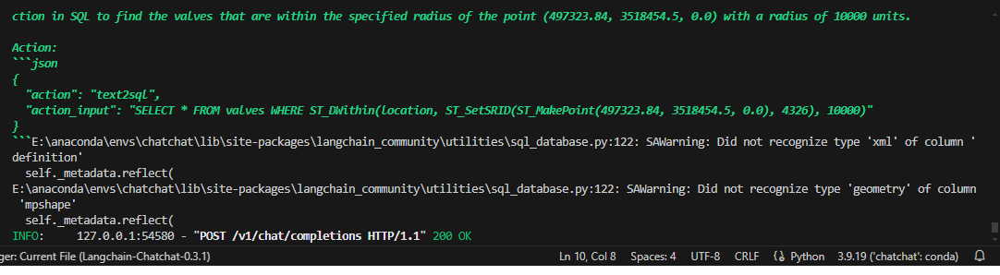 ction in SQL to find the valves that are within the specified radius of the point (497323.84, 3518454.5, 0.0) with a radius of 10000 units.
Action:
```json
{
  "action": "text2sql",
  "action_input": "SELECT * FROM valves WHERE ST_DWithin(location, ST_SetSRID(ST_MakePoint(497323.84, 3518454.5, 0.0), 4326), 10000)"
}
```E:\anaconda\envs\chatchat\lib\site-packages\langchain_community\utilities\sql_database.py:122: SAWarning: Did not recognize type 'xml' of column '
definition'
  self._metadata.reflect(
E:\anaconda\envs\chatchat\lib\site-packages\langchain_community\utilities\sql_database.py:122: SAWarning: Did not recognize type 'geometry' of column
 'mpshape'
  self._metadata.reflect(
INFO:     127.0.0.1:54580 - "POST /v1/chat/completions HTTP/1.1" 200 OK
ger: Current File (Langchain-Chatchat-0.3.1) Ln 10, Col 8 Spaces: 4 UTF-8 CRLF Python 3.9.19 ('chatchat': conda)